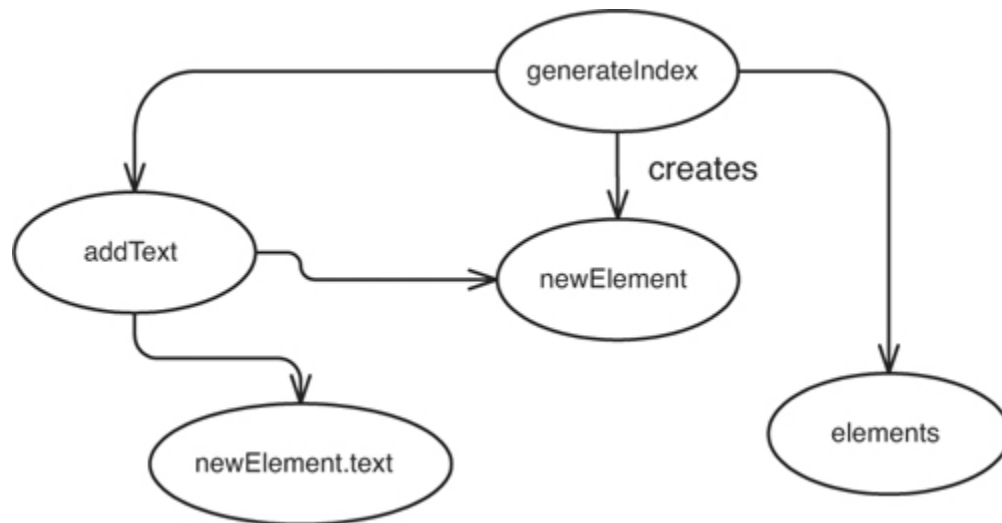 generateIndex
creates
addText
newElement
newElement.text
elements